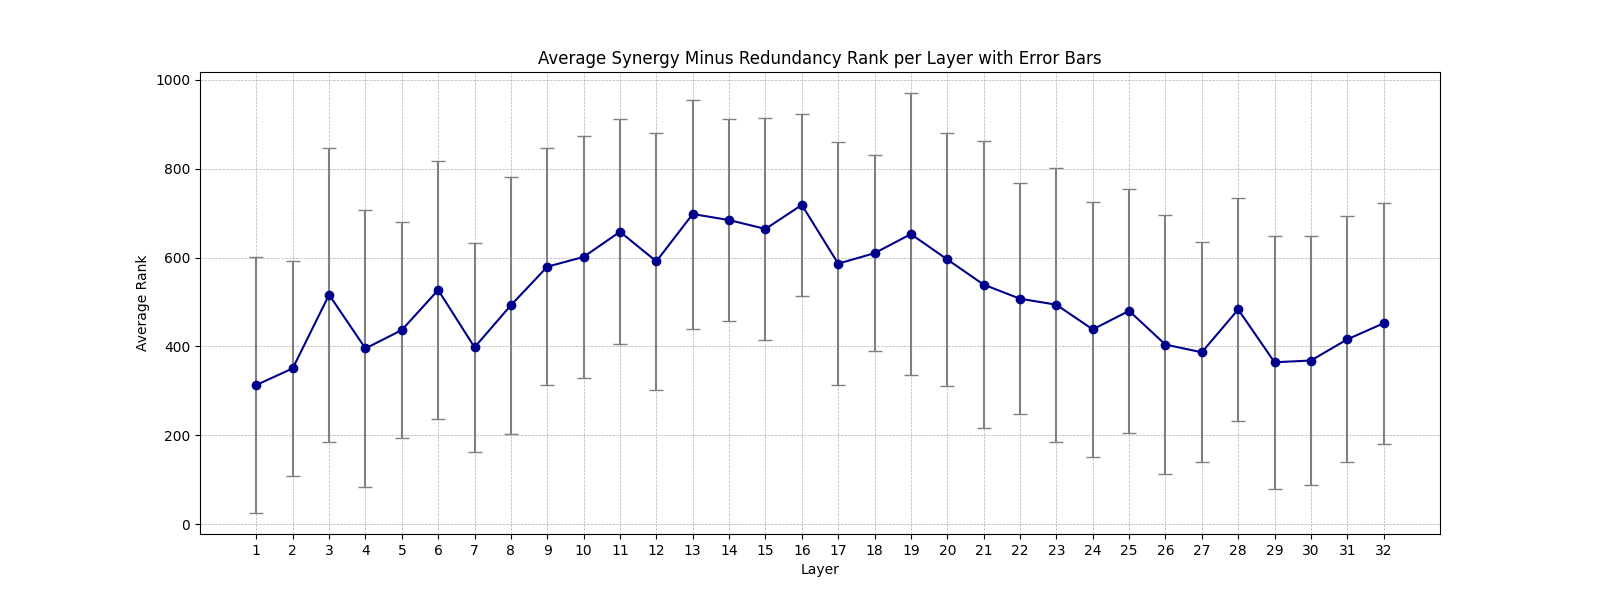 Average Synergy Minus Redundancy Rank per Layer with Error Bars
1000
800
600
400
200
0
Average Rank
1 2 3 4 5 6 7 8 9 10 11 12 13 14 15 16 17 18 19 20 21 22 23 24 25 26 27 28 29 30 31 32
Layer